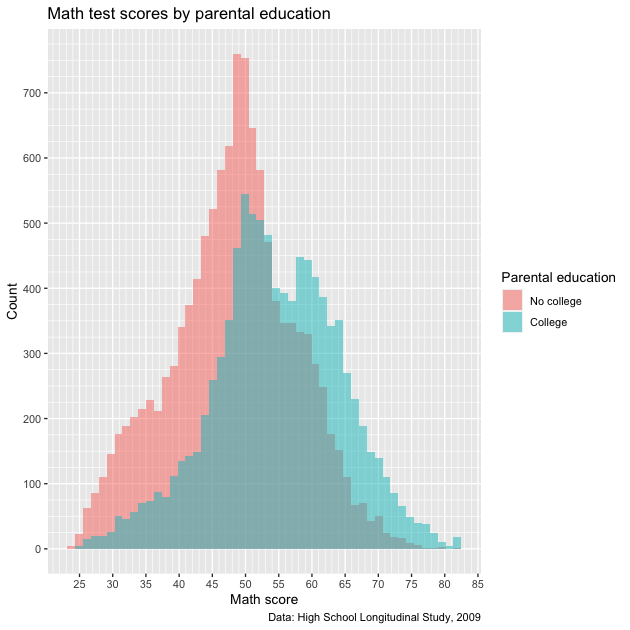 Math test scores by parental education
Count
700
600
500
400
300
200
100
0
25 30 35 40 45 50 55 60 65 70 75 80 85
Math score
Parental education
No college
College
Data: High School Longitudinal Study, 2009